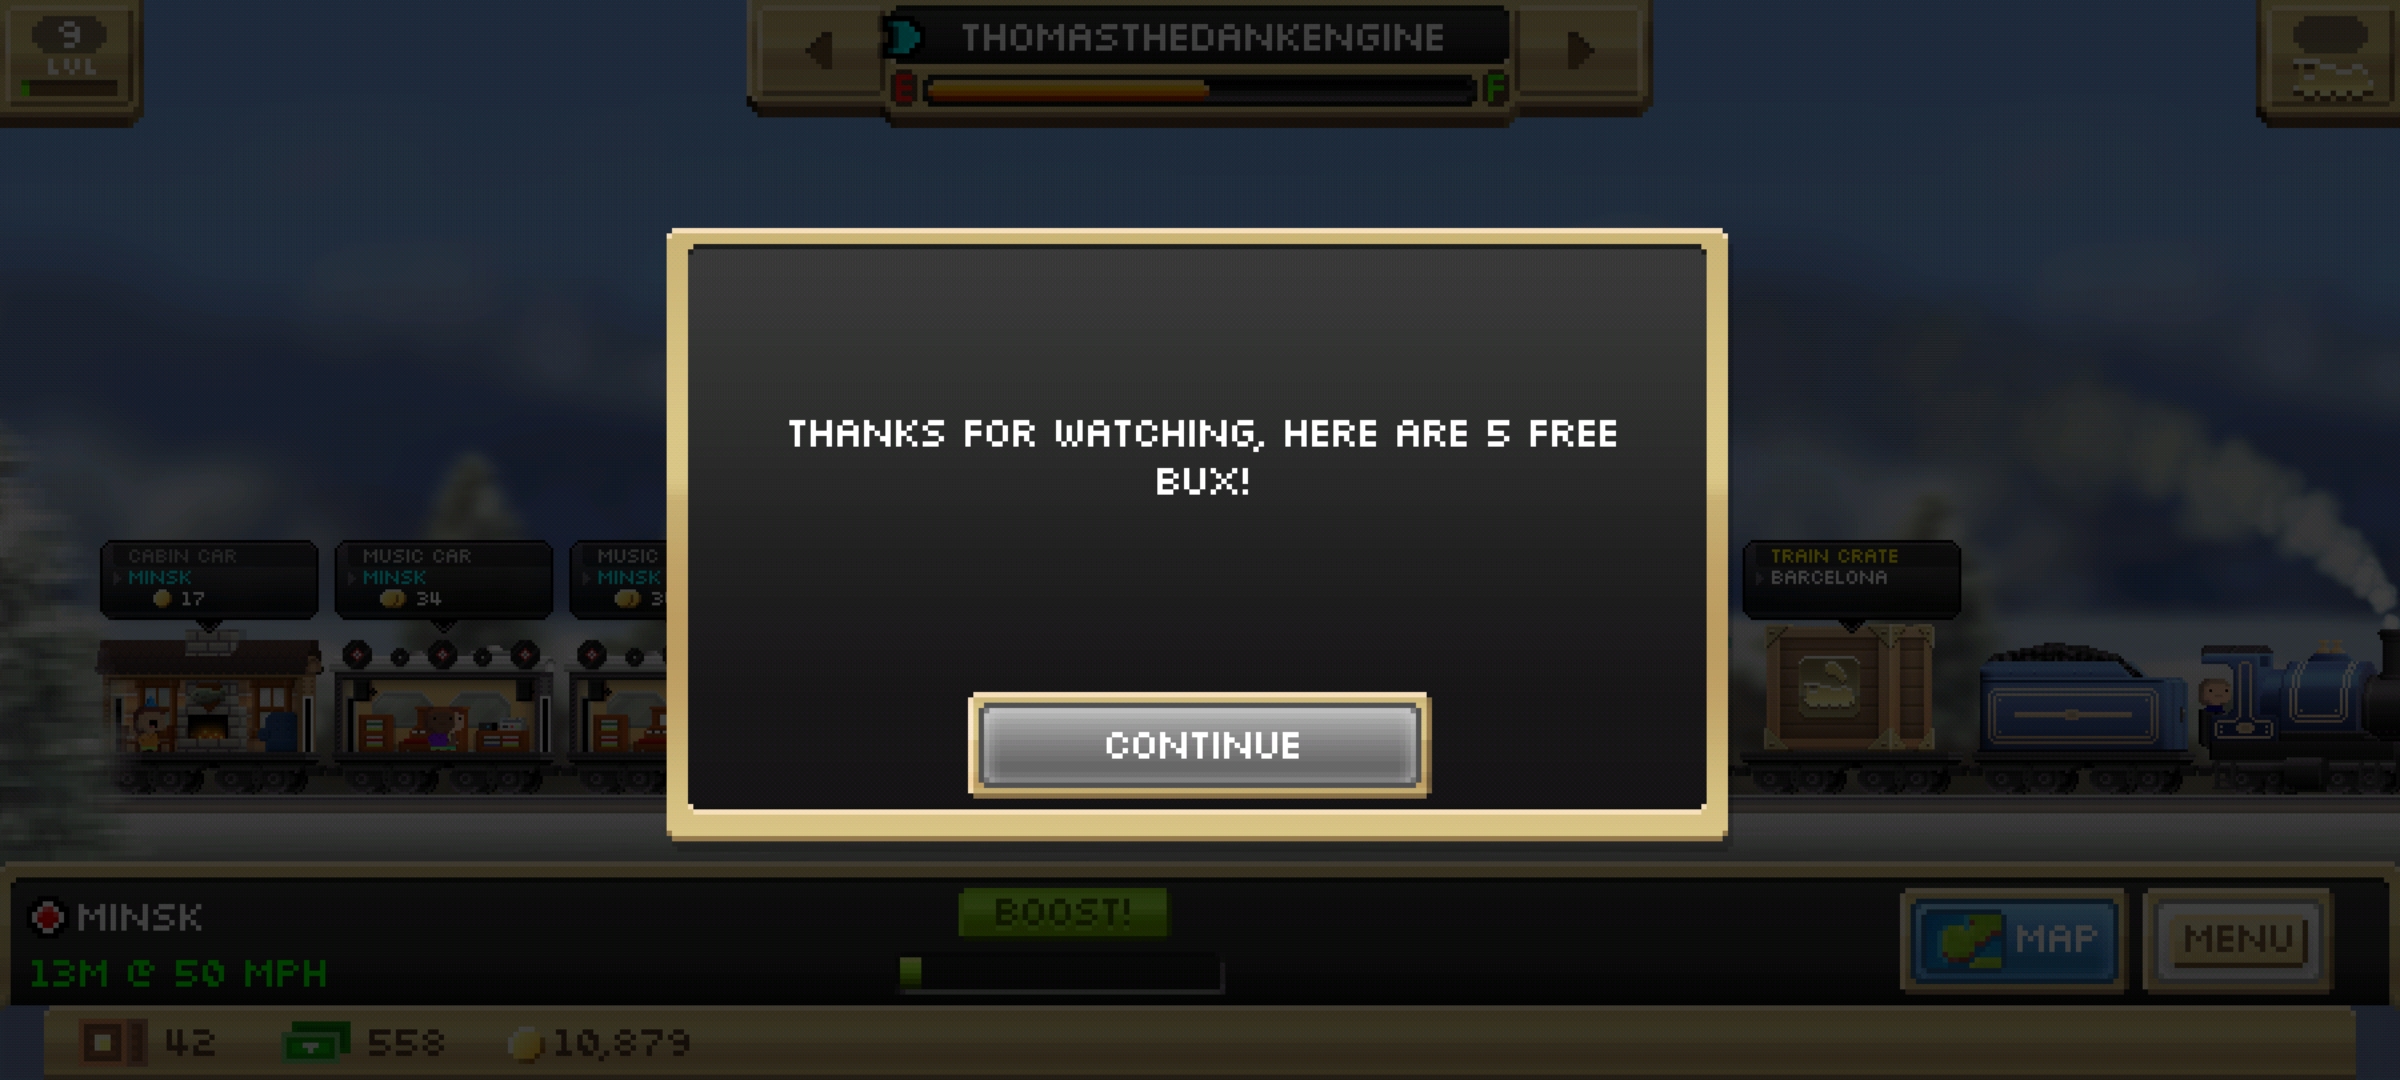 9
LVL
THOMASTHEDANKENGINE
E
F
THANKS FOR WATCHING, HERE ARE 5 FREE
BUX!
CONTINUE
CABIN CAR
MINSK
17
MUSIC CAR
MINSK
34
MUSIC
MINSK
TRAIN CRATE
BARCELONA
MINSK
13M @ 50 MPH
BOOST!
MAP
MENU
42
558
10,879